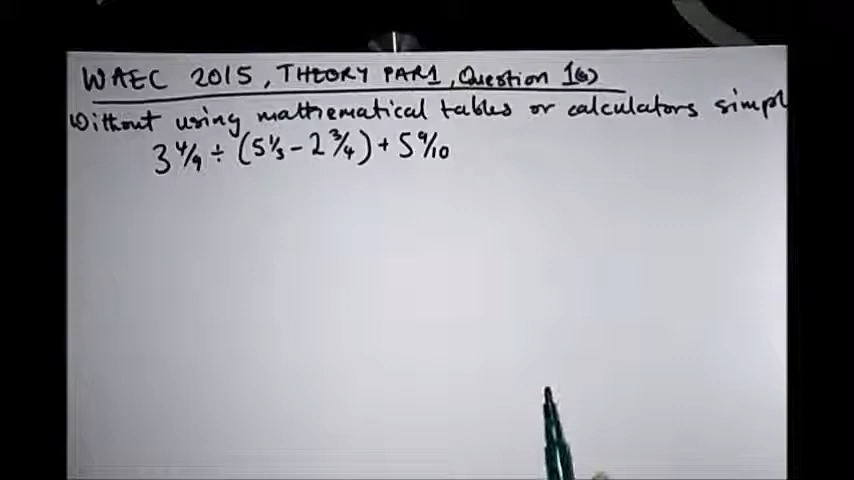 WAEC 2015, THEORY PART 1, Question 1(a)
Without using mathematical tables or calculators simpl
3 4/9 ÷ (5 1/3 - 2 3/4) + 5 9/10